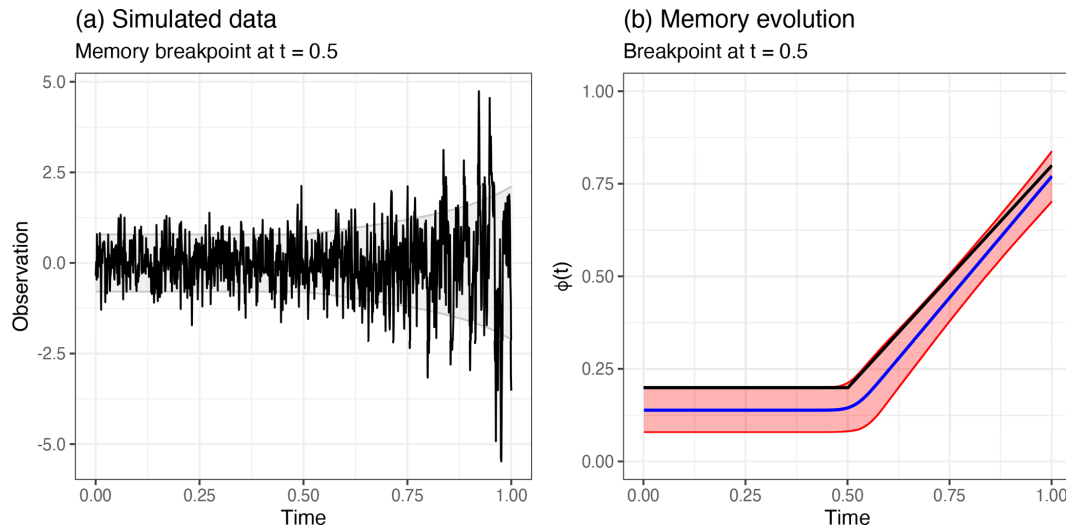 (a) Simulated data
Memory breakpoint at t = 0.5
Observation
5.0
2.5
0.0
-2.5
-5.0
0.00 0.25 0.50 0.75 1.00
Time
(b) Memory evolution
Breakpoint at t = 0.5
ϕ(t)
1.00
0.75
0.50
0.25
0.00
0.00 0.25 0.50 0.75 1.00
Time